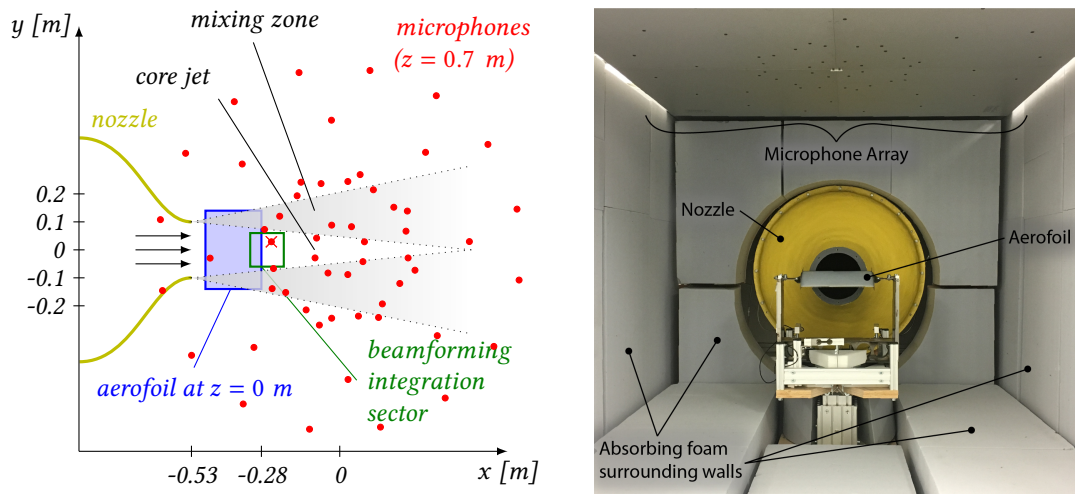 y [m]
mixing zone
microphones
(z = 0.7 m)
core jet
nozzle
0.2
0.1
0
-0.1
-0.2
aerofoil at z = 0 m
beamforming
integration
sector
-0.53
-0.28
0
x [m]
Microphone Array
Nozzle
Aerofoil
Absorbing foam
surrounding walls